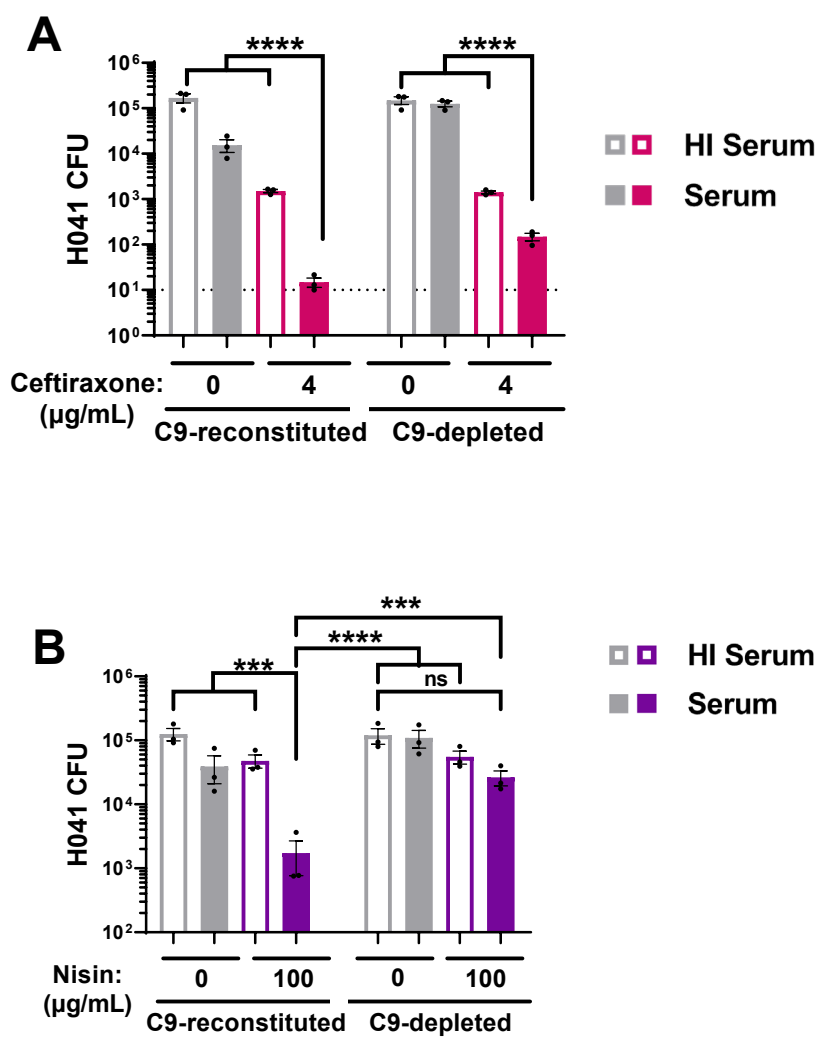 A
**** ****
10⁶
10⁵
10⁴
10³
10²
10¹
10⁰
H041 CFU
HI Serum
Serum
Ceftiraxone:
(µg/mL)
0 4 0 4
C9-reconstituted C9-depleted
B
***
****
*** ns
10⁶
10⁵
10⁴
10³
10²
H041 CFU
HI Serum
Serum
Nisin:
(µg/mL)
0 100 0 100
C9-reconstituted C9-depleted